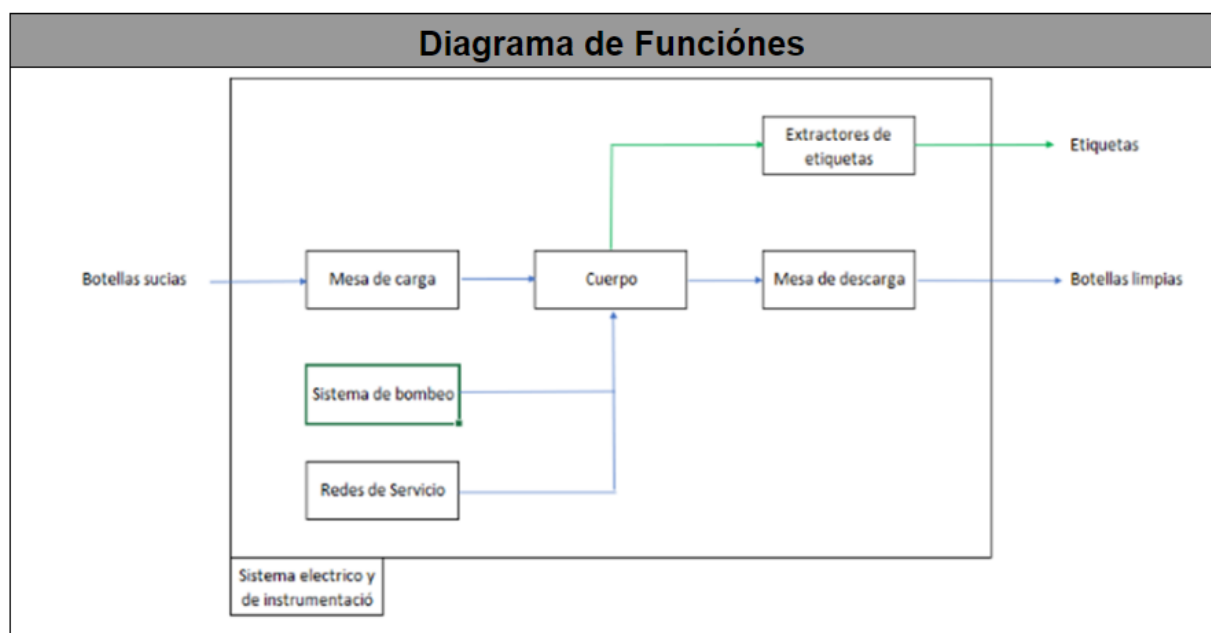 Diagrama de Funciónes
Extractores de
etiquetas
Etiquetas
Botellas sucias
Mesa de carga
Cuerpo
Mesa de descarga
Botellas limpias
Sistema de bombeo
Redes de Servicio
Sistema electrico y
de instrumentació